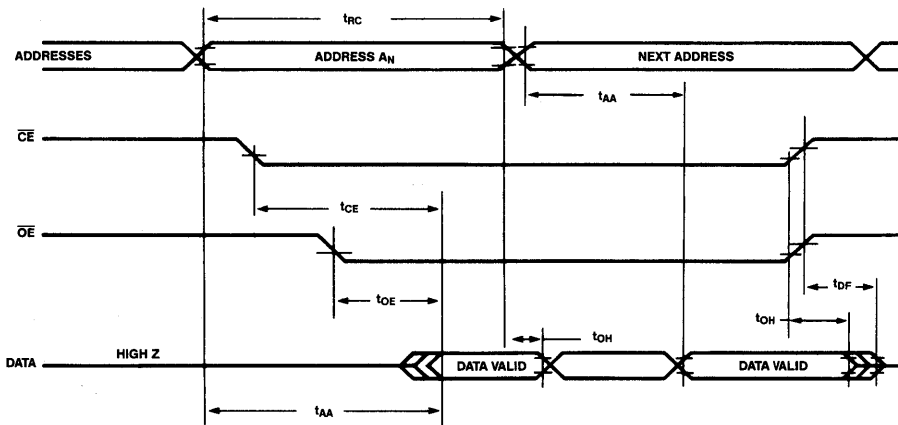 tRC
ADDRESSES
ADDRESS AN
NEXT ADDRESS
tAA
CE
tCE
OE
tOE
tDF
tOH
tOH
HIGH Z
DATA
DATA VALID
DATA VALID
tAA